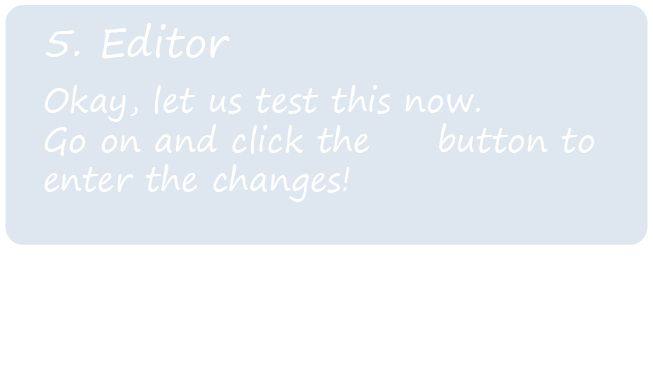 5. Editor
Okay, let us test this now.
Go on and click the button to
enter the changes!